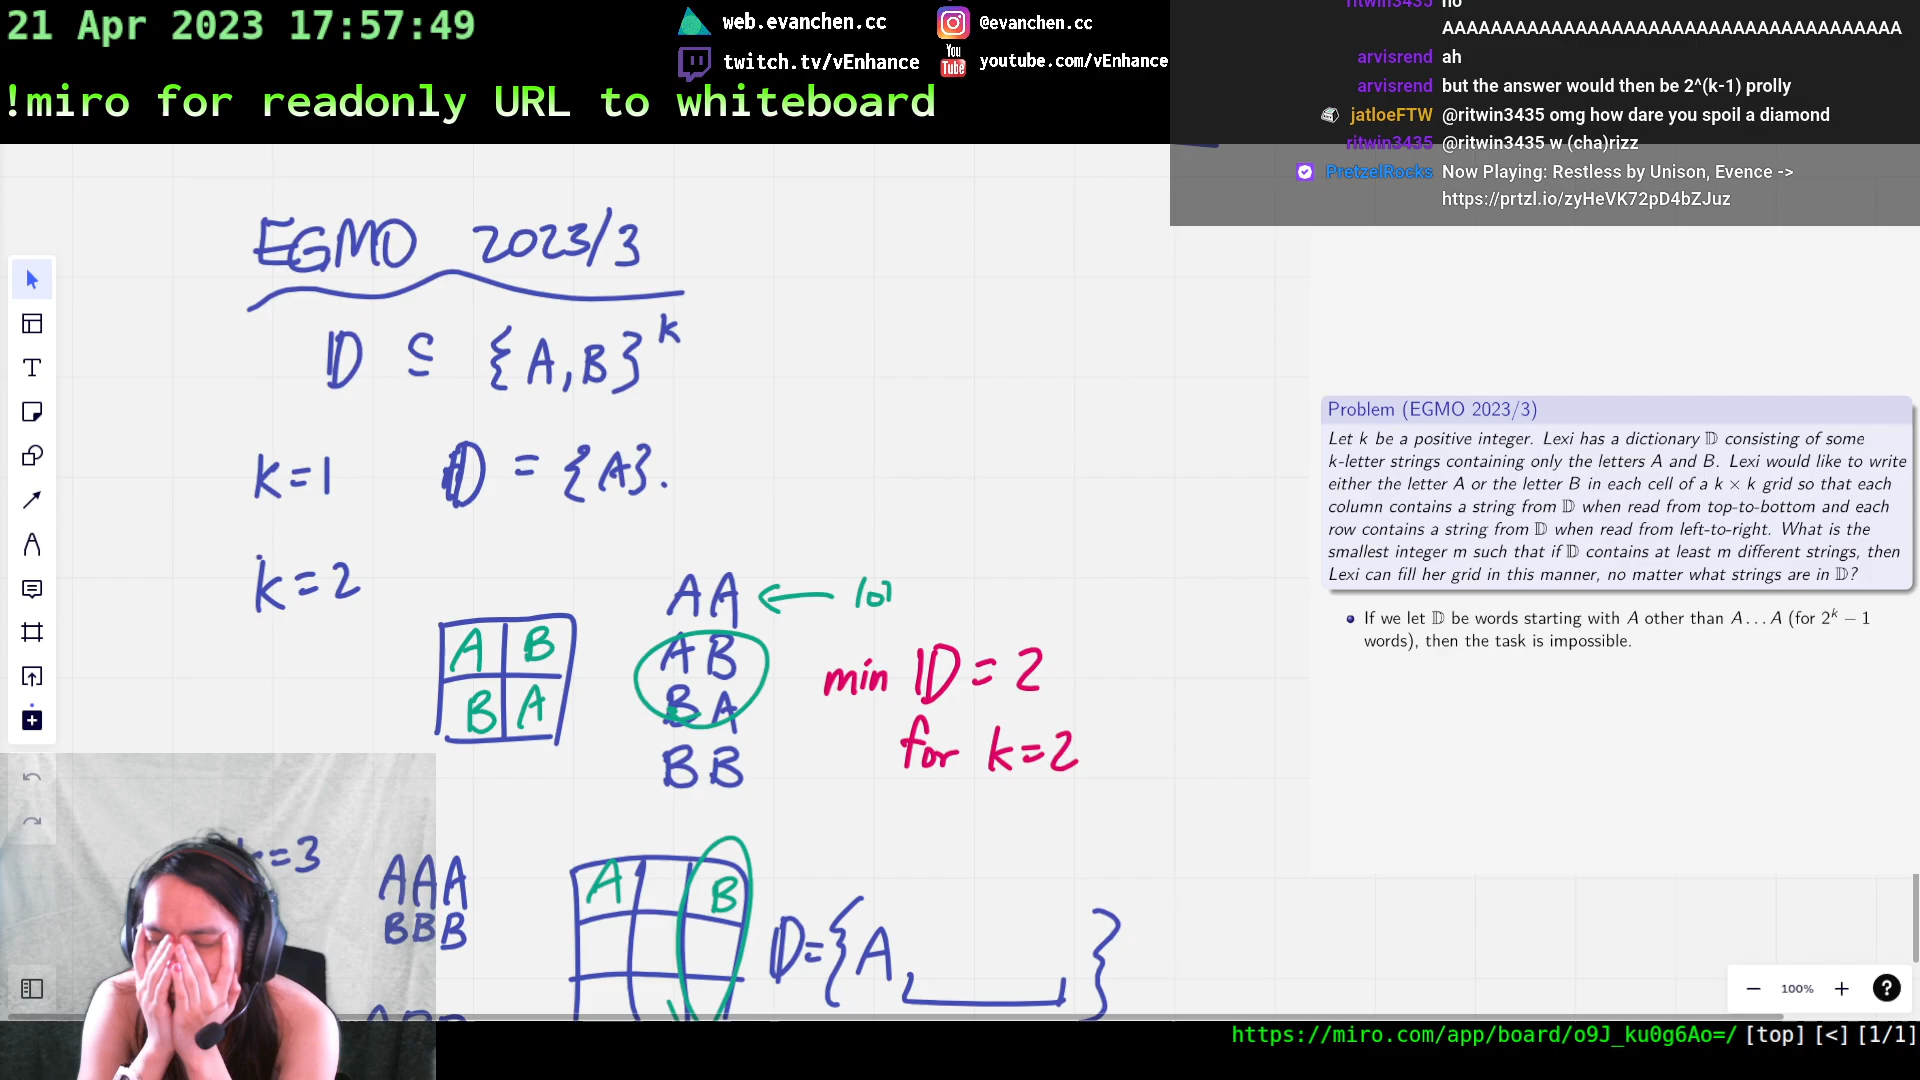 21 Apr 2023 17:57:49
!miro for readonly URL to whiteboard
web.evanchen.cc
@evanchen.cc
twitch.tv/vEnhance
You Tube youtube.com/vEnhance
ritwin3435 no
AAAAAAAAAAAAAAAAAAAAAAAAAAAAAAAAAAAAAA
arvisrend ah
arvisrend but the answer would then be 2^(k-1) prolly
jatloeFTW @ritwin3435 omg how dare you spoil a diamond
ritwin3435 @ritwin3435 w (cha)rizz
PretzelRocks Now Playing: Restless by Unison, Evence ->
https://prtzl.io/zyHeVK72pD4bZJuz
EGMO 2023/3
𝔻 ⊆ {A,B}^k
k=1 𝔻 = {A}.
k=2
A B
B A
AA ←
AB
BA
BB
min 𝔻 = 2
for k=2
k=3
AAA
BBB
A B
𝔻={A, }
Problem (EGMO 2023/3)
Let k be a positive integer. Lexi has a dictionary 𝔻 consisting of some
k-letter strings containing only the letters A and B. Lexi would like to write
either the letter A or the letter B in each cell of a k × k grid so that each
column contains a string from 𝔻 when read from top-to-bottom and each
row contains a string from 𝔻 when read from left-to-right. What is the
smallest integer m such that if 𝔻 contains at least m different strings, then
Lexi can fill her grid in this manner, no matter what strings are in 𝔻?
• If we let 𝔻 be words starting with A other than A...A (for 2^k − 1
words), then the task is impossible.
− 100% + ?
https://miro.com/app/board/o9J_ku0g6Ao=/ [top] [<] [1/1]